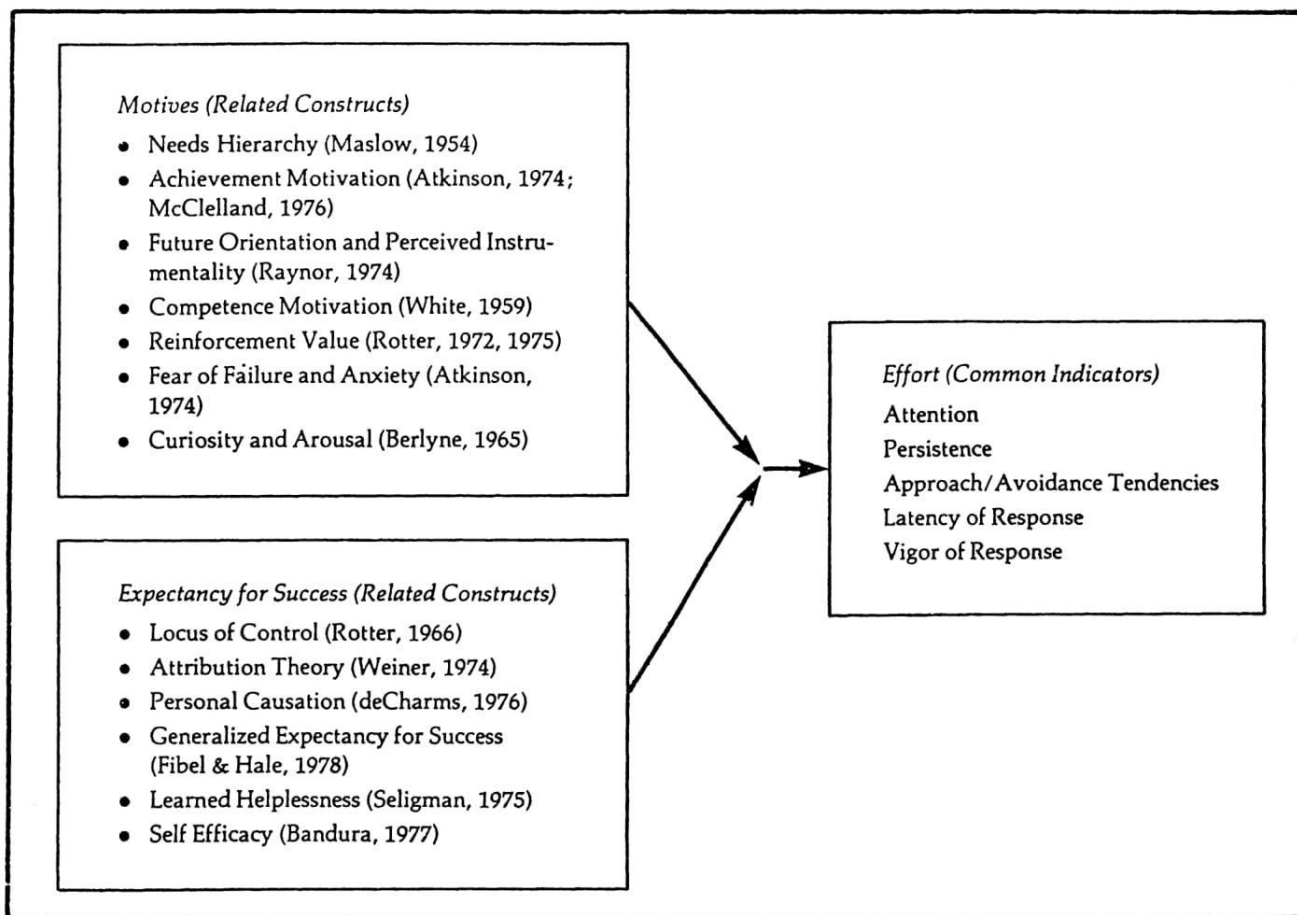 Motives (Related Constructs)
• Needs Hierarchy (Maslow, 1954)
• Achievement Motivation (Atkinson, 1974;
McClelland, 1976)
• Future Orientation and Perceived Instru-
mentality (Raynor, 1974)
• Competence Motivation (White, 1959)
• Reinforcement Value (Rotter, 1972, 1975)
• Fear of Failure and Anxiety (Atkinson,
1974)
• Curiosity and Arousal (Berlyne, 1965)
Expectancy for Success (Related Constructs)
• Locus of Control (Rotter, 1966)
• Attribution Theory (Weiner, 1974)
• Personal Causation (deCharms, 1976)
• Generalized Expectancy for Success
(Fibel & Hale, 1978)
• Learned Helplessness (Seligman, 1975)
• Self Efficacy (Bandura, 1977)
Effort (Common Indicators)
Attention
Persistence
Approach/Avoidance Tendencies
Latency of Response
Vigor of Response